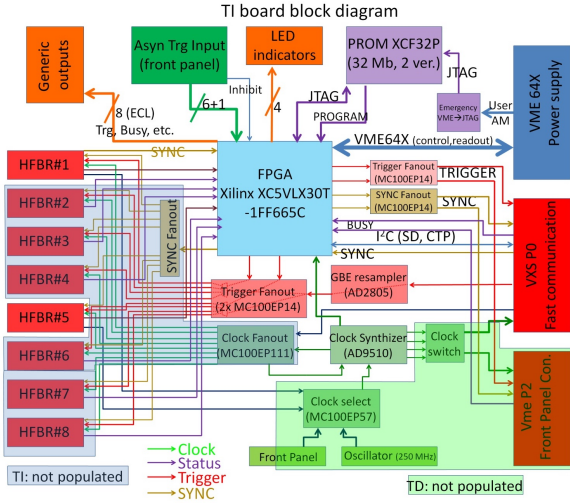 TI board block diagram
Generic
outputs
Asyn Trg Input
(front panel)
LED
indicators
PROM XCF32P
(32 Mb, 2 ver.)
VME 64X
Power supply
8 (ECL)
Trg, Busy, etc.
6+1
Inhibit
4
JTAG
PROGRAM
JTAG
Emergency
VME→JTAG
User
AM
VME64X (control,readout)
SYNC
FPGA
Xilinx XC5VLX30T
-1FF665C
HFBR#1
HFBR#2
HFBR#3
HFBR#4
HFBR#5
HFBR#6
HFBR#7
HFBR#8
SYNC Fanout
Trigger Fanout
(MC100EP14)
TRIGGER
SYNC Fanout
(MC100EP14)
SYNC
BUSY
I²C (SD, CTP)
SYNC
VXS P0
Fast communication
Trigger Fanout
(2x MC100EP14)
GBE resampler
(AD2805)
Clock Fanout
(MC100EP111)
Clock Synthizer
(AD9510)
Clock
switch
Vme P2
Front Panel Con.
Clock select
(MC100EP57)
Front Panel
Oscillator (250 MHz)
TI: not populated
Clock
Status
Trigger
SYNC
TD: not populated